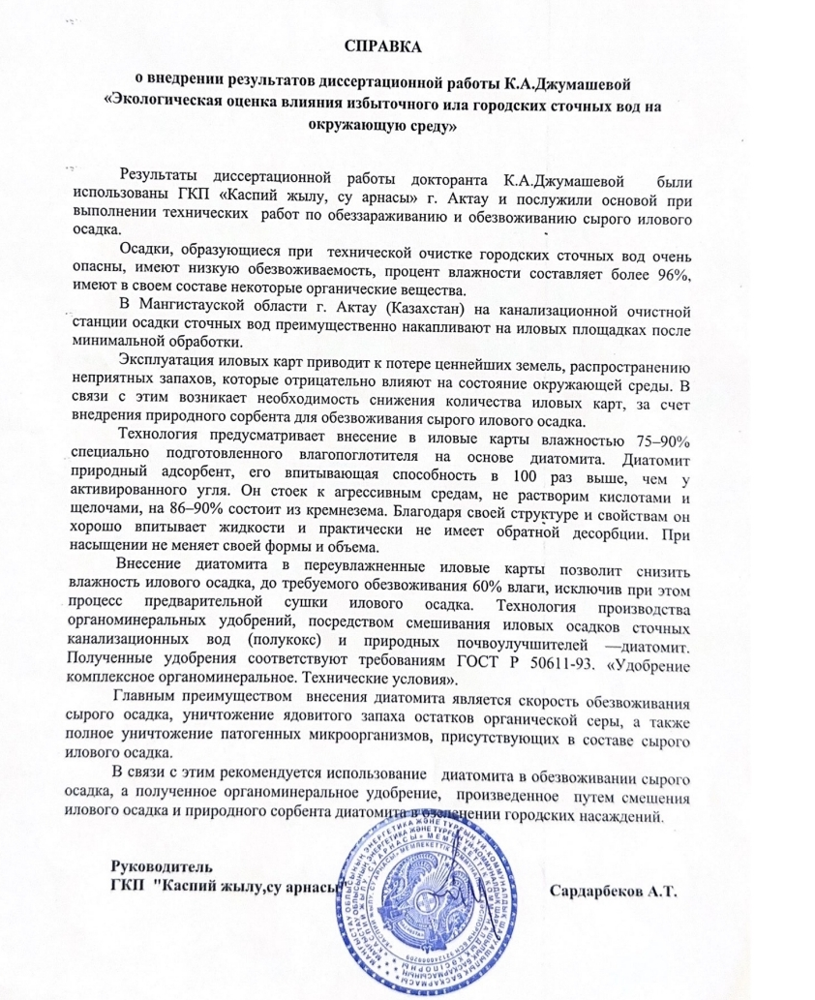 СПРАВКА
о внедрении результатов диссертационной работы К.А.Джумашевой
«Экологическая оценка влияния избыточного ила городских сточных вод на
окружающую среду»
Результаты диссертационной работы докторанта К.А.Джумашевой были
использованы ГКП «Каспий жылу, су арнасы» г. Актау и послужили основой при
выполнении технических работ по обеззараживанию и обезвоживанию сырого илового
осадка.
Осадки, образующиеся при технической очистке городских сточных вод очень
опасны, имеют низкую обезвоживаемость, процент влажности составляет более 96%,
имеют в своем составе некоторые органические вещества.
В Мангистауской области г. Актау (Казахстан) на канализационной очистной
станции осадки сточных вод преимущественно накапливают на иловых площадках после
минимальной обработки.
Эксплуатация иловых карт приводит к потере ценнейших земель, распространению
неприятных запахов, которые отрицательно влияют на состояние окружающей среды. В
связи с этим возникает необходимость снижения количества иловых карт, за счет
внедрения природного сорбента для обезвоживания сырого илового осадка.
Технология предусматривает внесение в иловые карты влажностью 75–90%
специально подготовленного влагопоглотителя на основе диатомита. Диатомит
природный адсорбент, его впитывающая способность в 100 раз выше, чем у
активированного угля. Он стоек к агрессивным средам, не растворим кислотами и
щелочами, на 86–90% состоит из кремнезема. Благодаря своей структуре и свойствам он
хорошо впитывает жидкости и практически не имеет обратной десорбции. При
насыщении не меняет своей формы и объема.
Внесение диатомита в переувлажненные иловые карты позволит снизить
влажность илового осадка, до требуемого обезвоживания 60% влаги, исключив при этом
процесс предварительной сушки илового осадка. Технология производства
органоминеральных удобрений, посредством смешивания иловых осадков сточных
канализационных вод (полукокс) и природных почвоулучшителей —диатомит.
Полученные удобрения соответствуют требованиям ГОСТ Р 50611-93. «Удобрение
комплексное органоминеральное. Технические условия».
Главным преимуществом внесения диатомита является скорость обезвоживания
сырого осадка, уничтожение ядовитого запаха остатков органической серы, а также
полное уничтожение патогенных микроорганизмов, присутствующих в составе сырого
илового осадка.
В связи с этим рекомендуется использование диатомита в обезвоживании сырого
осадка, а полученное органоминеральное удобрение, произведенное путем смешения
илового осадка и природного сорбента диатомита в озеленении городских насаждений.
Руководитель
ГКП "Каспий жылу,су арнасы"
Сардарбеков А.Т.